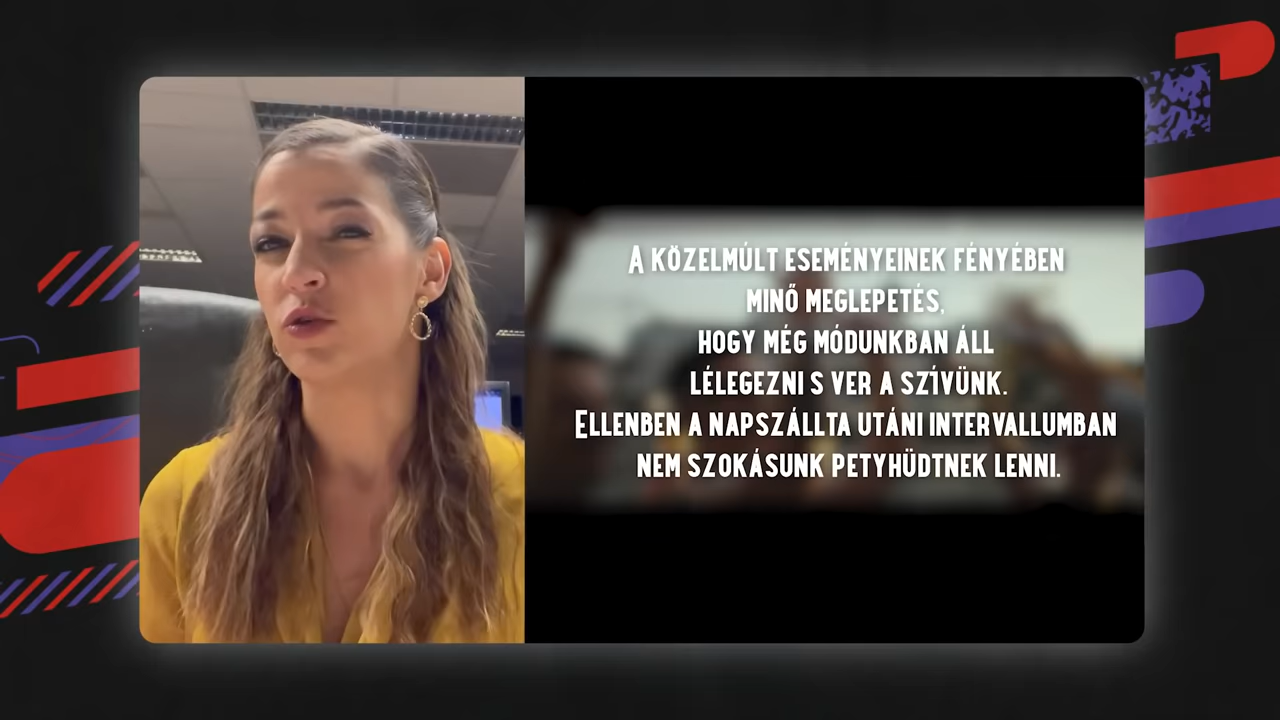 A KÖZELMÚLT ESEMÉNYEINEK FÉNYÉBEN
MINŐ MEGLEPETÉS,
HOGY MÉG MÓDUNKBAN ÁLL
LÉLEGEZNI S VER A SZÍVÜNK.
ELLENBEN A NAPSZÁLLTA UTÁNI INTERVALLUMBAN
NEM SZOKÁSUNK PETYHÜDTNEK LENNI.